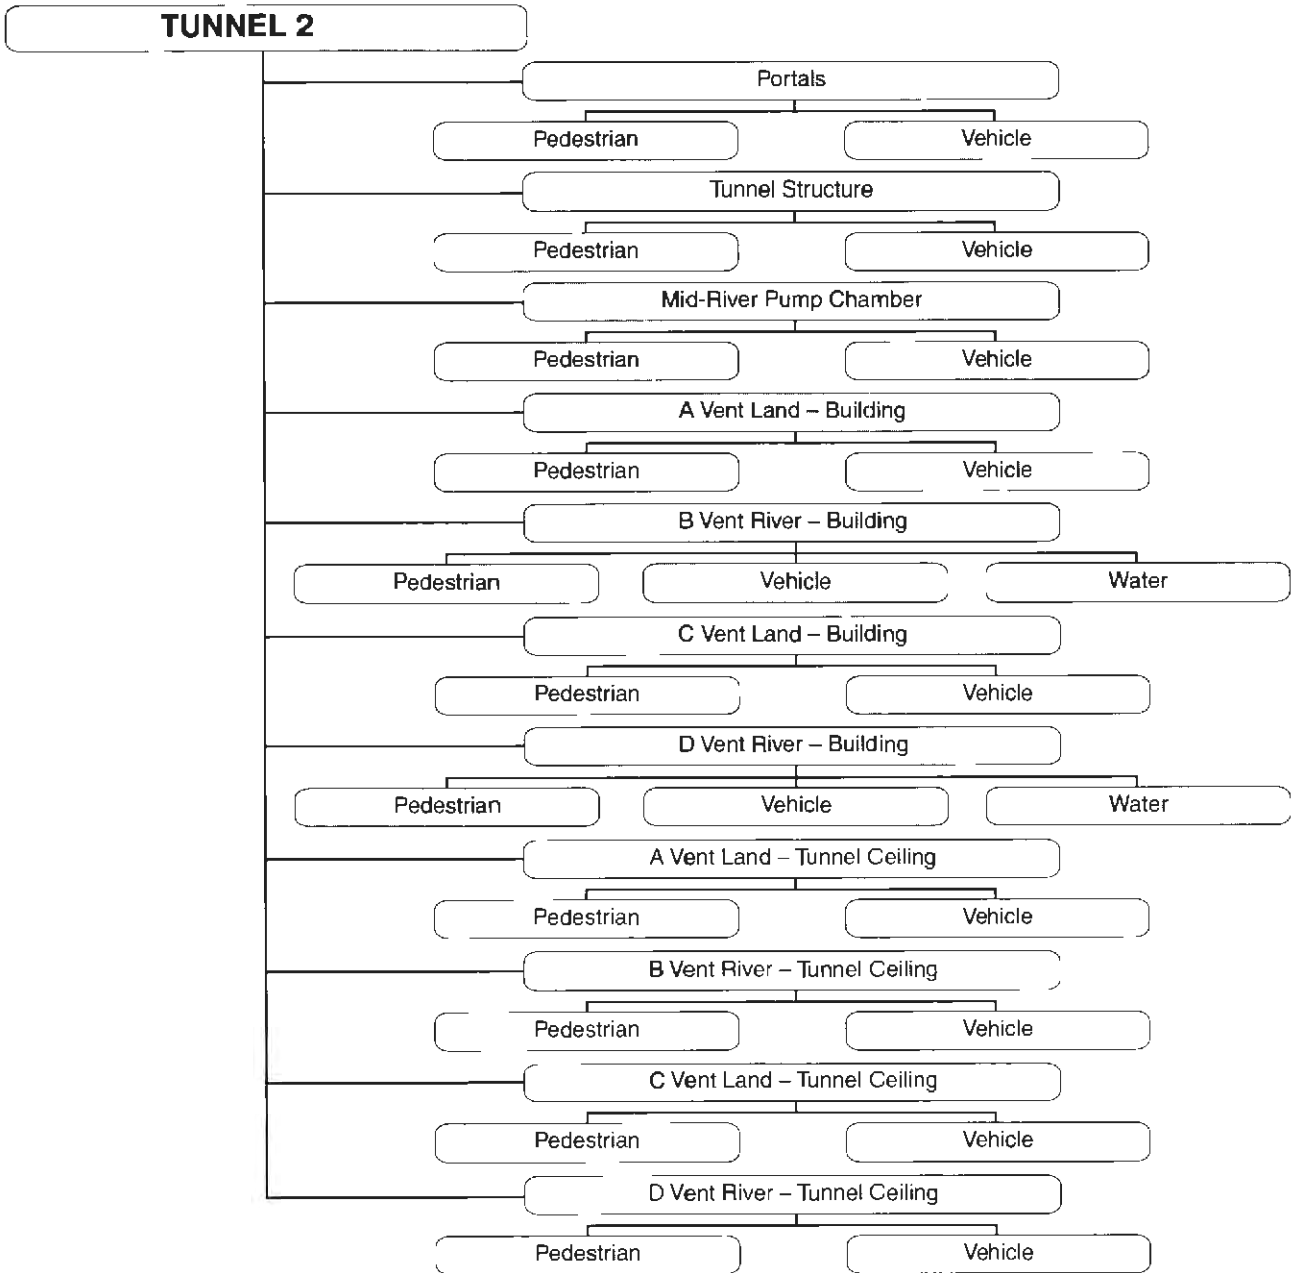 TUNNEL 2
Portals
Pedestrian Vehicle
Tunnel Structure
Pedestrian Vehicle
Mid-River Pump Chamber
Pedestrian Vehicle
A Vent Land – Building
Pedestrian Vehicle
B Vent River – Building
Pedestrian Vehicle Water
C Vent Land – Building
Pedestrian Vehicle
D Vent River – Building
Pedestrian Vehicle Water
A Vent Land – Tunnel Ceiling
Pedestrian Vehicle
B Vent River – Tunnel Ceiling
Pedestrian Vehicle
C Vent Land – Tunnel Ceiling
Pedestrian Vehicle
D Vent River – Tunnel Ceiling
Pedestrian Vehicle